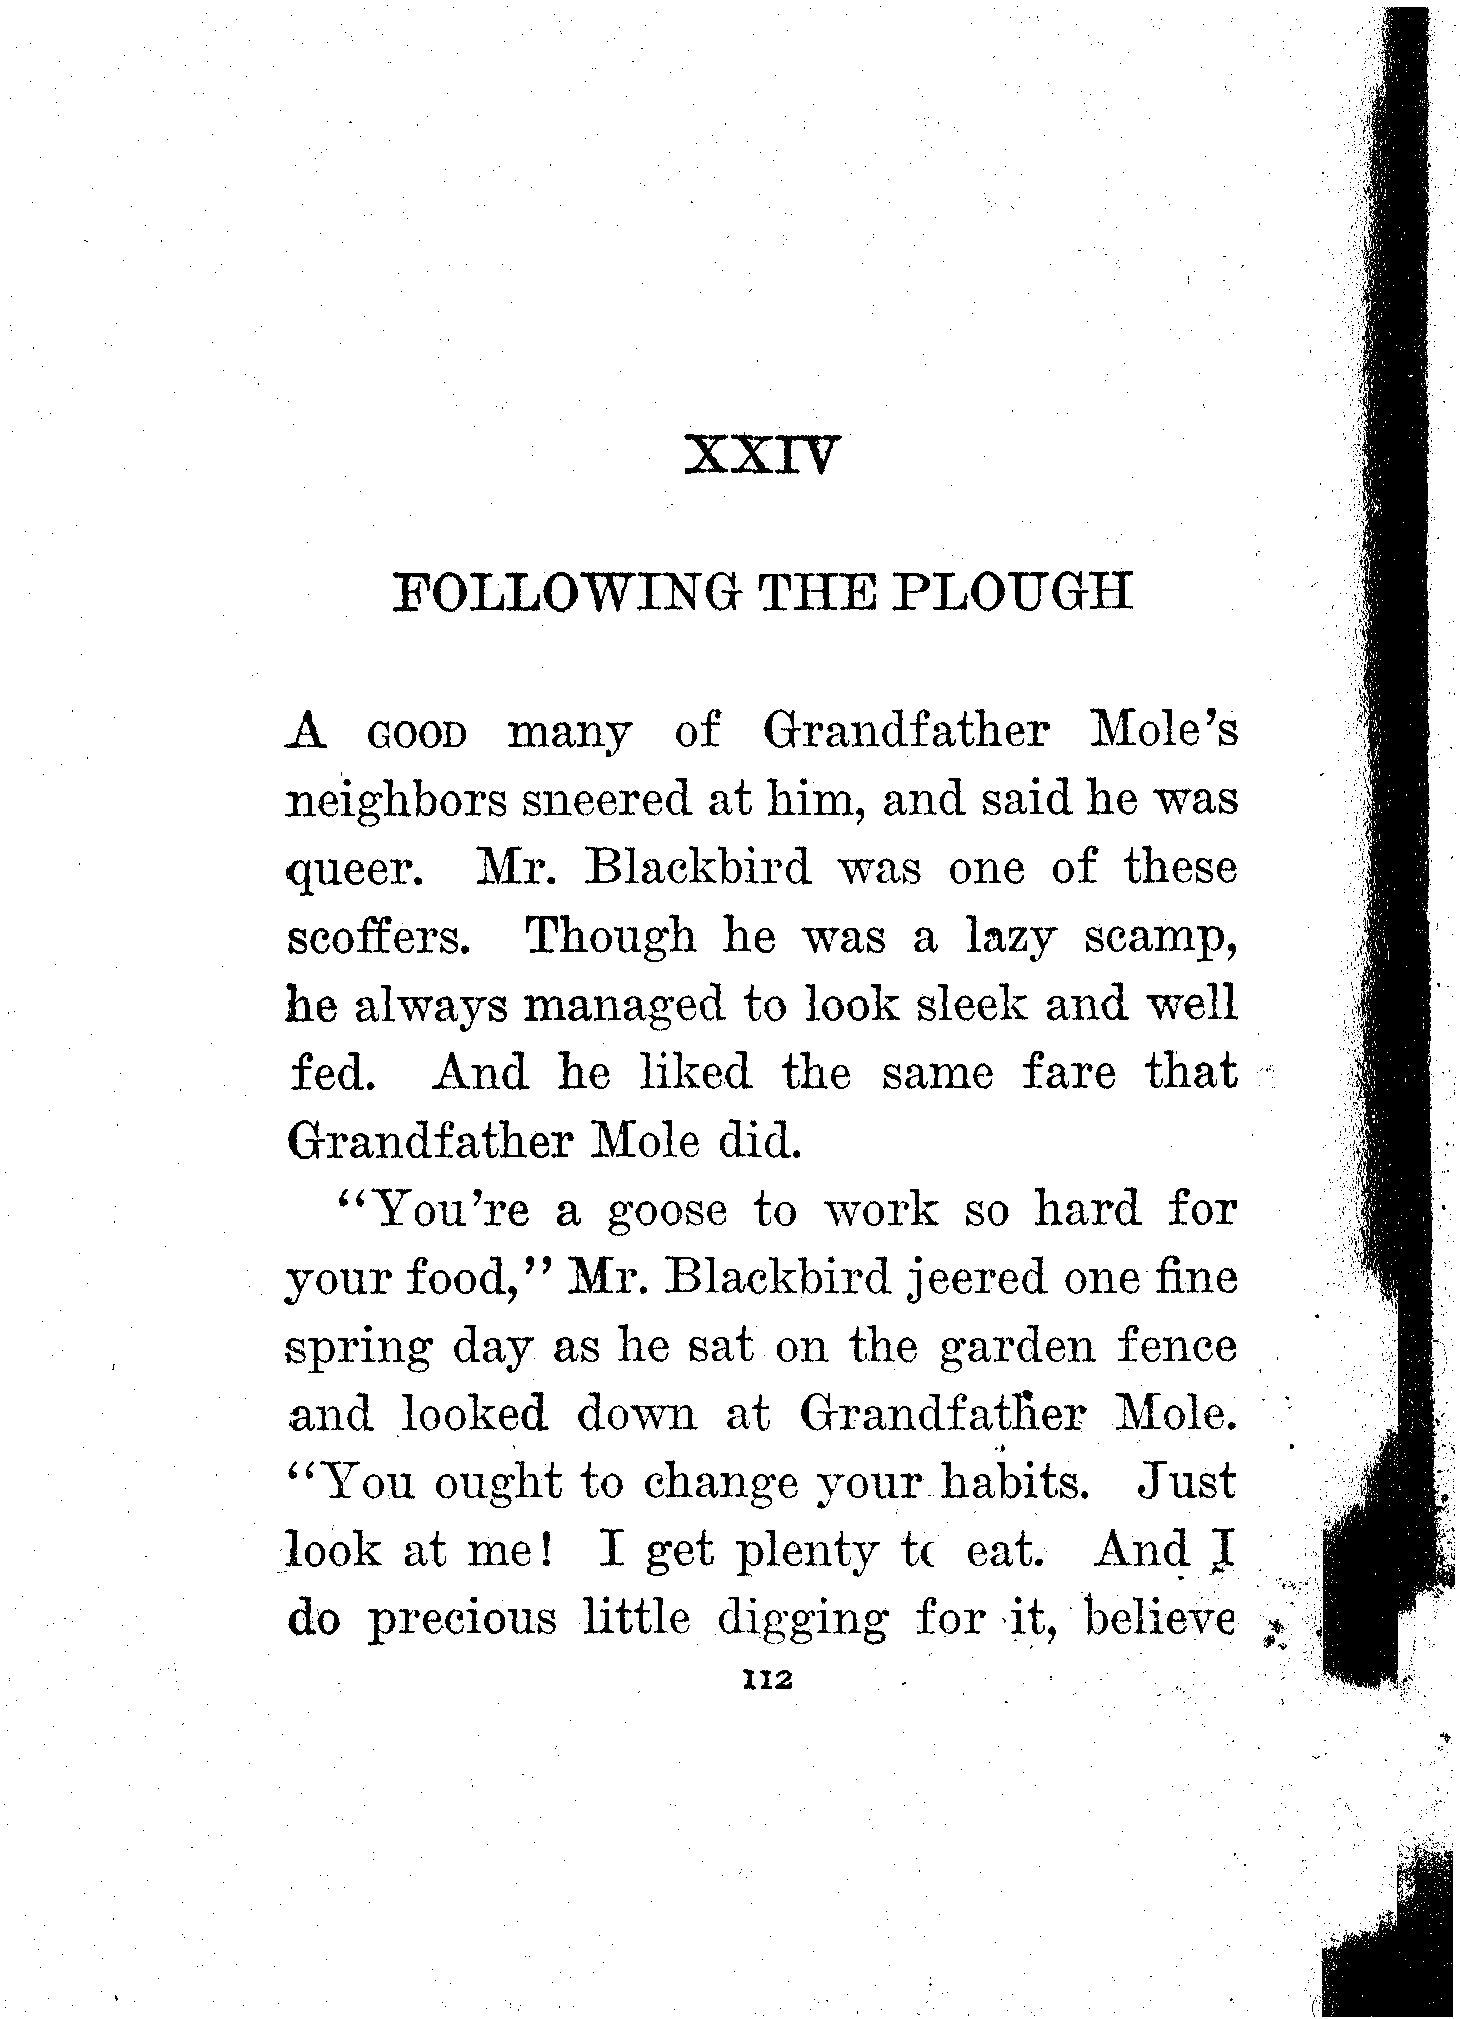 XXIV
FOLLOWING THE PLOUGH
A GOOD many of Grandfather Mole's
neighbors sneered at him, and said he was
queer. Mr. Blackbird was one of these
scoffers. Though he was a lazy scamp,
he always managed to look sleek and well
fed. And he liked the same fare that
Grandfather Mole did.
"You're a goose to work so hard for
your food," Mr. Blackbird jeered one fine
spring day as he sat on the garden fence
and looked down at Grandfather Mole.
"You ought to change your habits. Just
look at me! I get plenty to eat. And I
do precious little digging for it, believe
112